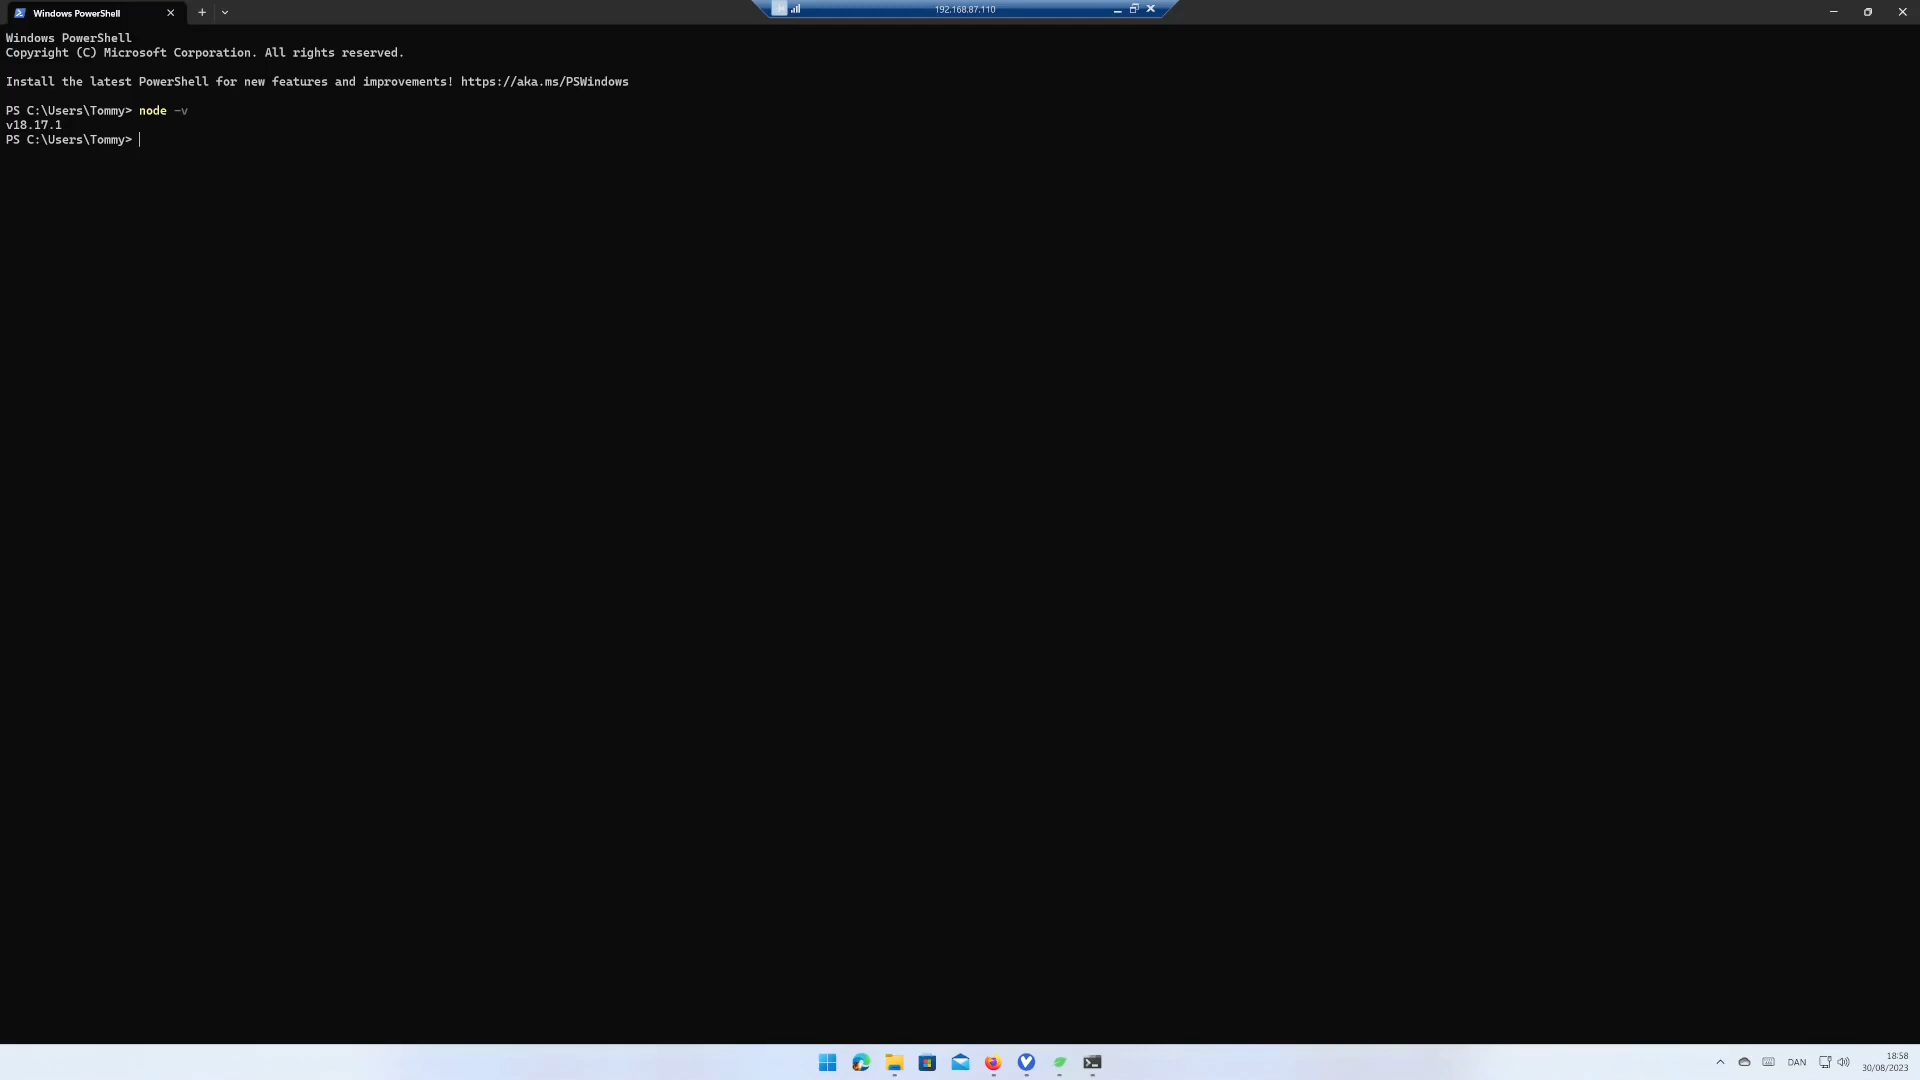 Windows PowerShell
192.168.87.110
Windows PowerShell
Copyright (C) Microsoft Corporation. All rights reserved.
Install the latest PowerShell for new features and improvements! https://aka.ms/PSWindows
PS C:\Users\Tommy> node -v
v18.17.1
PS C:\Users\Tommy>
DAN
18:58
30/08/2023